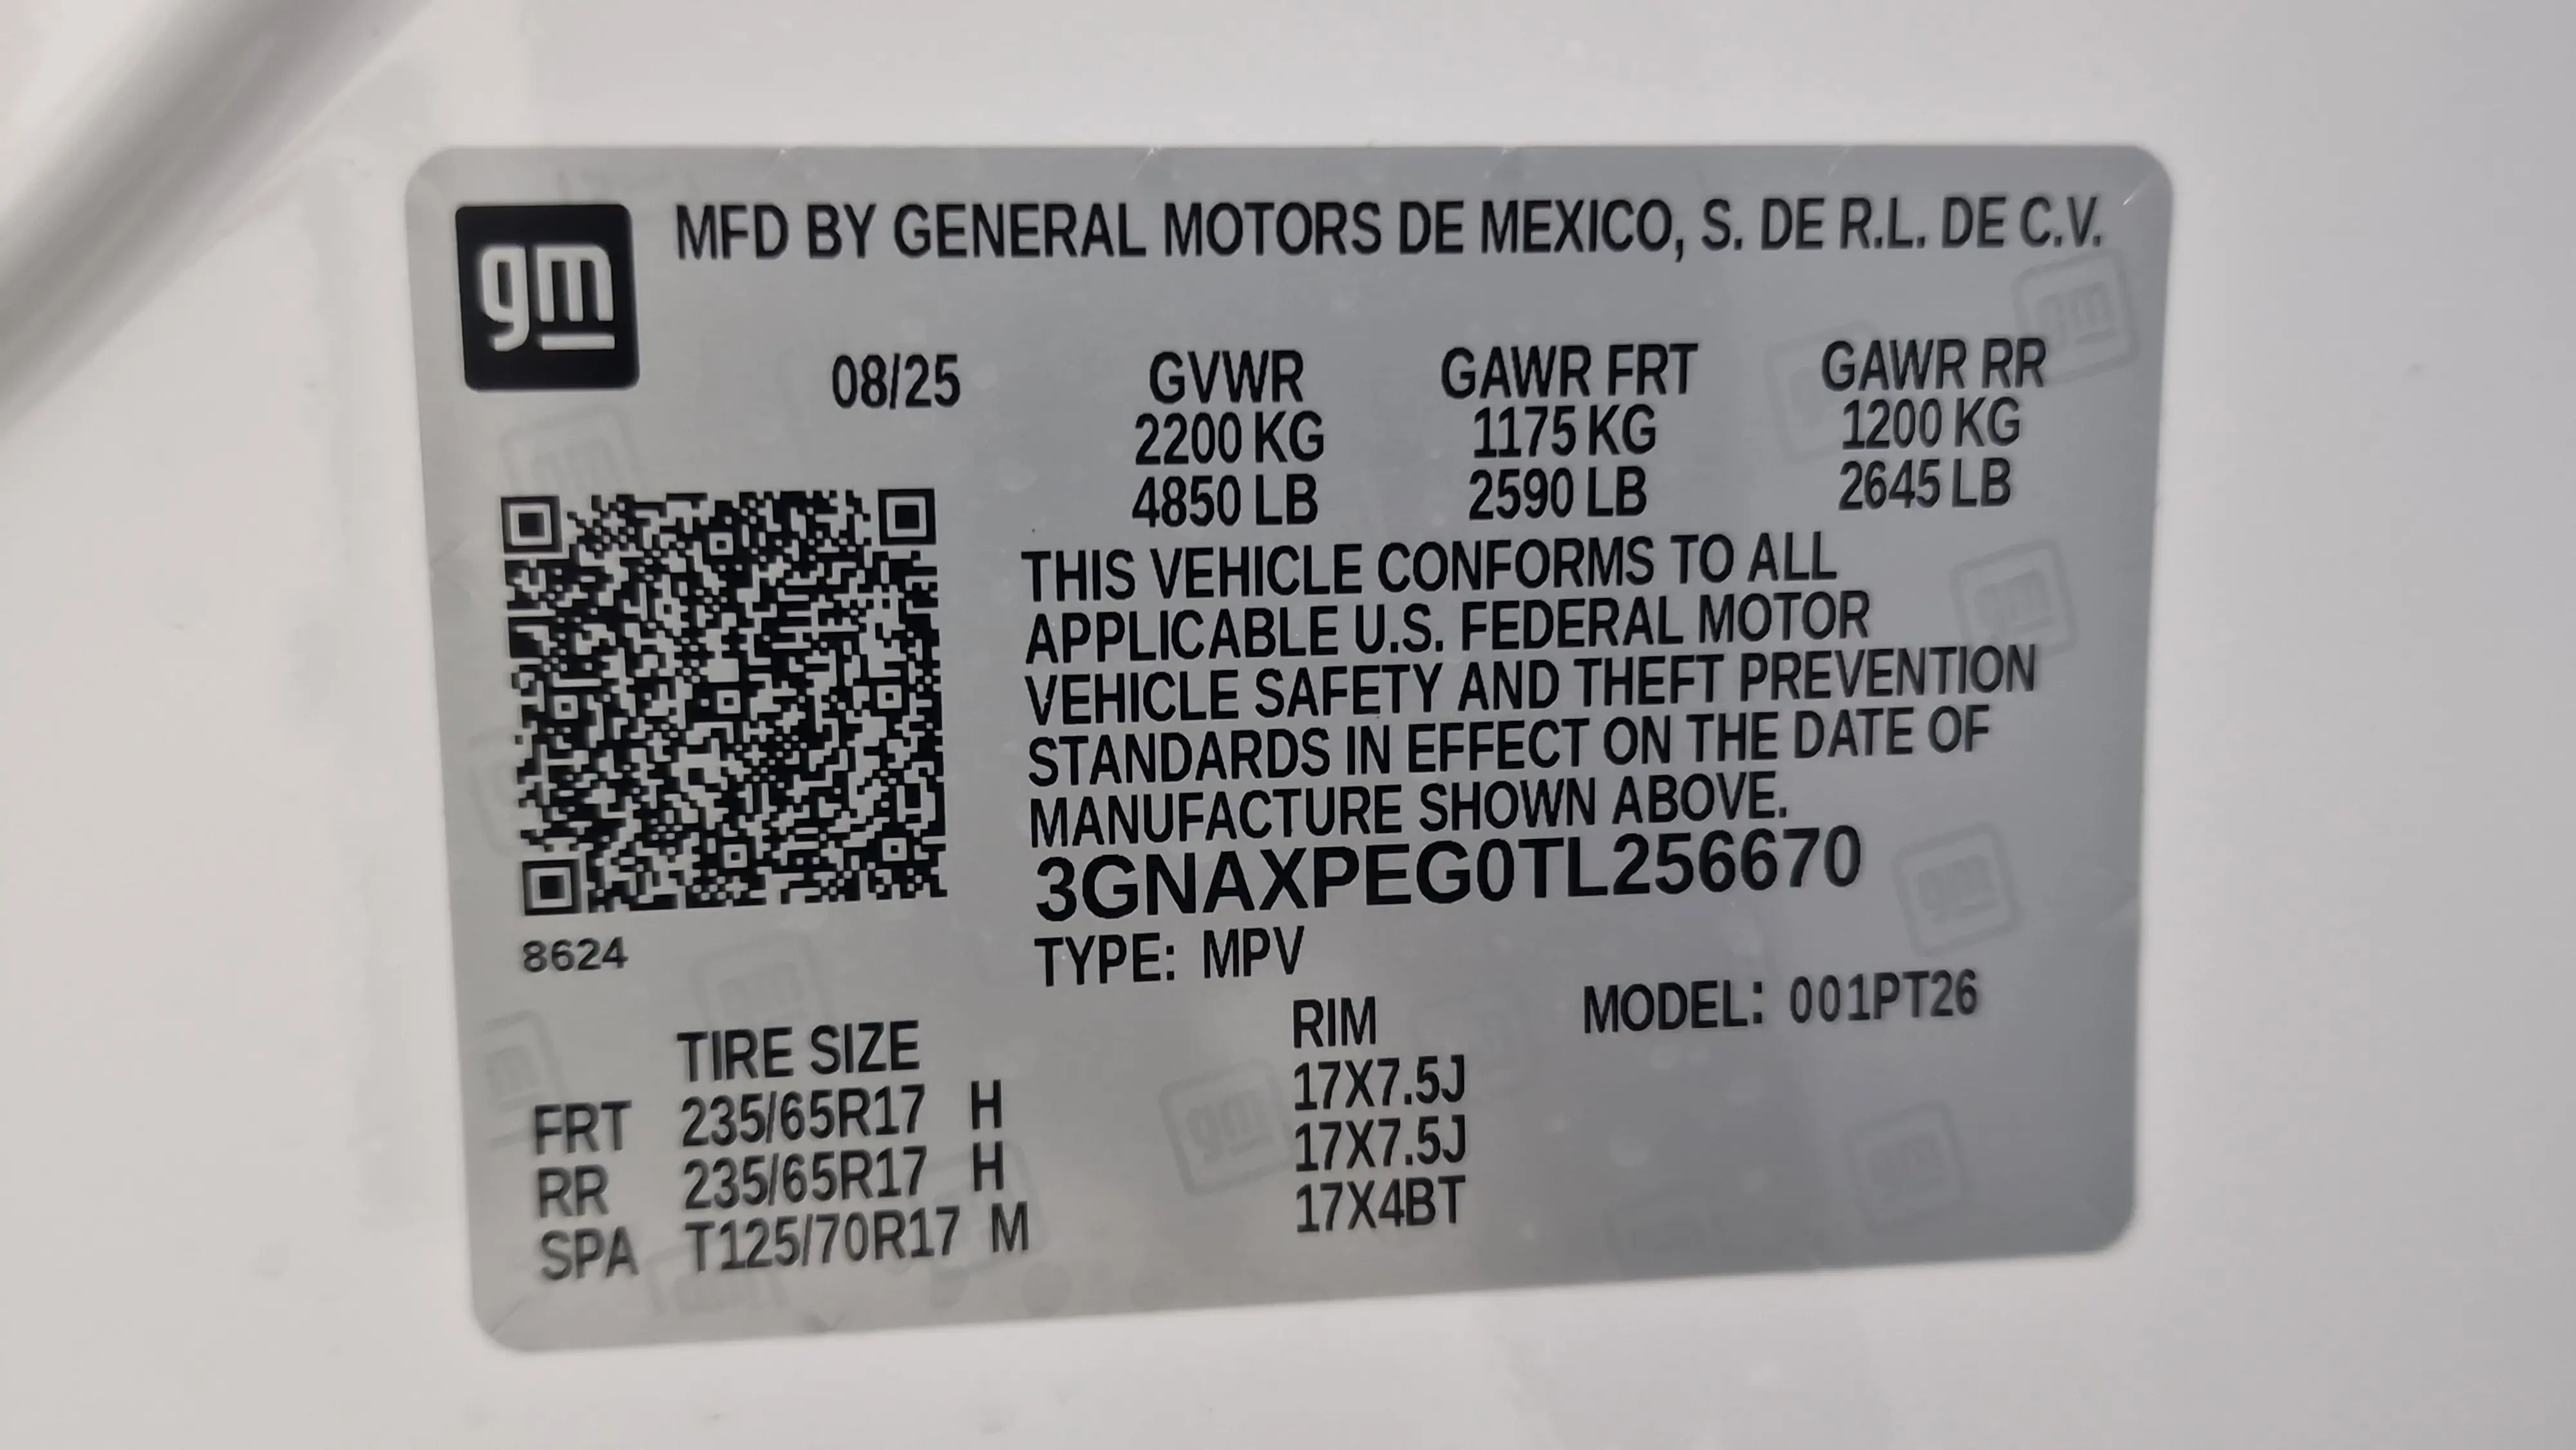 gm
MFD BY GENERAL MOTORS DE MEXICO, S. DE R.L. DE C.V.
08/25 GVWR GAWR FRT GAWR RR
2200 KG 1175 KG 1200 KG
4850 LB 2590 LB 2645 LB
THIS VEHICLE CONFORMS TO ALL
APPLICABLE U.S. FEDERAL MOTOR
VEHICLE SAFETY AND THEFT PREVENTION
STANDARDS IN EFFECT ON THE DATE OF
MANUFACTURE SHOWN ABOVE.
3GNAXPEG0TL256670
8624
TYPE: MPV
MODEL: 001PT26
TIRE SIZE RIM
FRT 235/65R17 H 17X7.5J
RR 235/65R17 H 17X7.5J
SPA T125/70R17 M 17X4BT